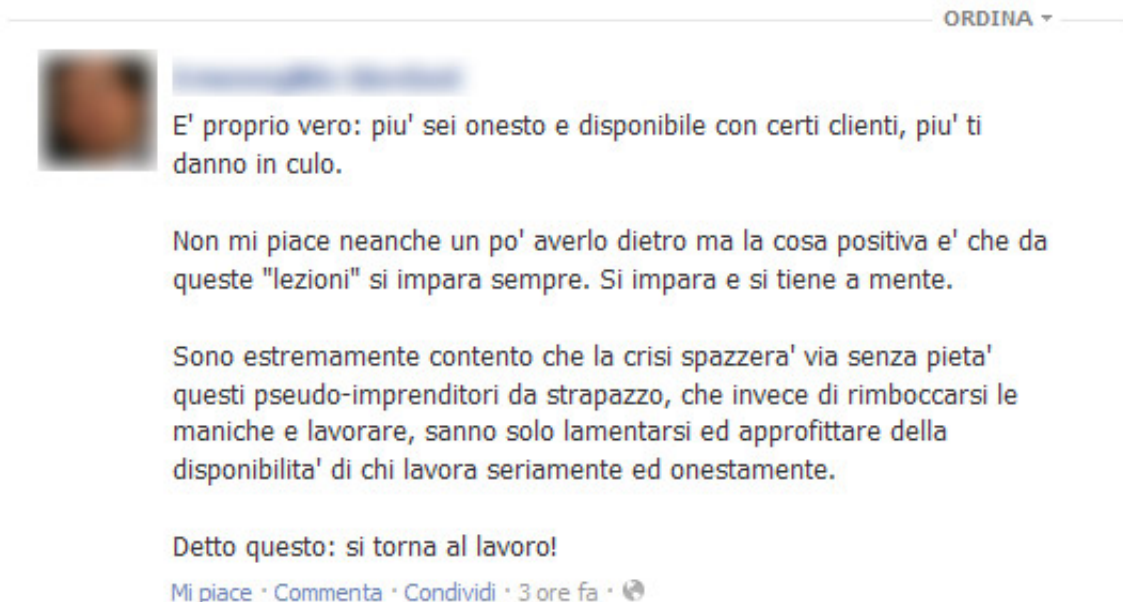 ORDINA
E' proprio vero: piu' sei onesto e disponibile con certi clienti, piu' ti
danno in culo.
Non mi piace neanche un po' averlo dietro ma la cosa positiva e' che da
queste "lezioni" si impara sempre. Si impara e si tiene a mente.
Sono estremamente contento che la crisi spazzera' via senza pieta'
questi pseudo-imprenditori da strapazzo, che invece di rimboccarsi le
maniche e lavorare, sanno solo lamentarsi ed approfittare della
disponibilita' di chi lavora seriamente ed onestamente.
Detto questo: si torna al lavoro!
Mi piace · Commenta · Condividi · 3 ore fa ·